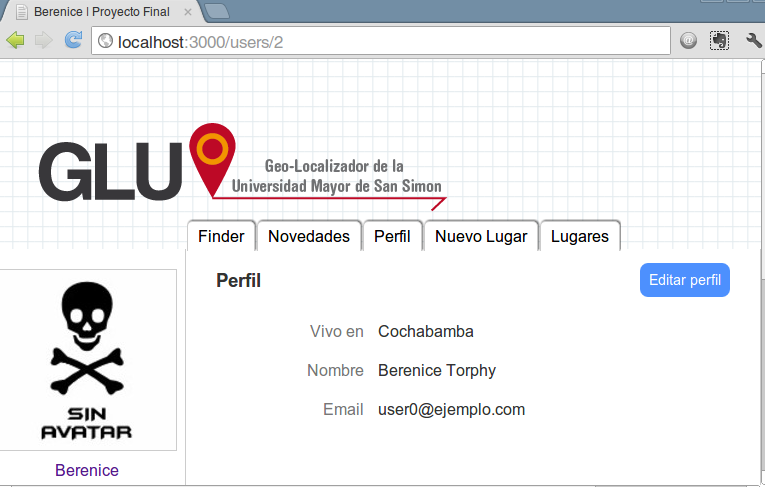 Berenice | Proyecto Final
localhost:3000/users/2
GLU
Geo-Localizador de la
Universidad Mayor de San Simon
Finder Novedades Perfil Nuevo Lugar Lugares
Perfil
Editar perfil
Vivo en Cochabamba
Nombre Berenice Torphy
Email user0@ejemplo.com
SIN
AVATAR
Berenice